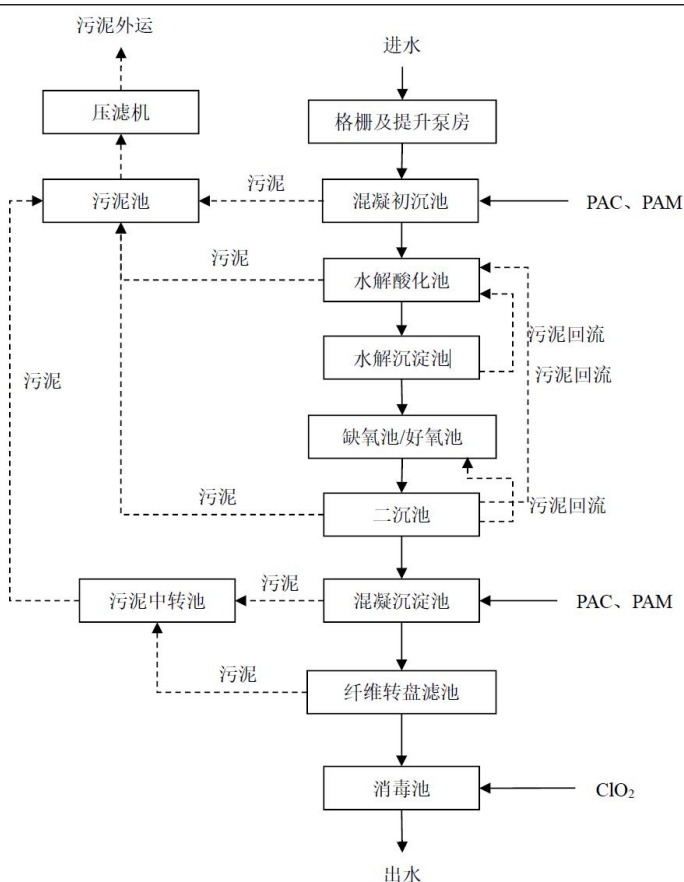 污泥外运
进水
压滤机
格栅及提升泵房
污泥
污泥池
混凝初沉池
PAC、PAM
污泥
水解酸化池
污泥回流
水解沉淀池
污泥回流
污泥
缺氧池/好氧池
污泥
二沉池
污泥回流
污泥
污泥中转池
混凝沉淀池
PAC、PAM
污泥
纤维转盘滤池
消毒池
ClO₂
出水